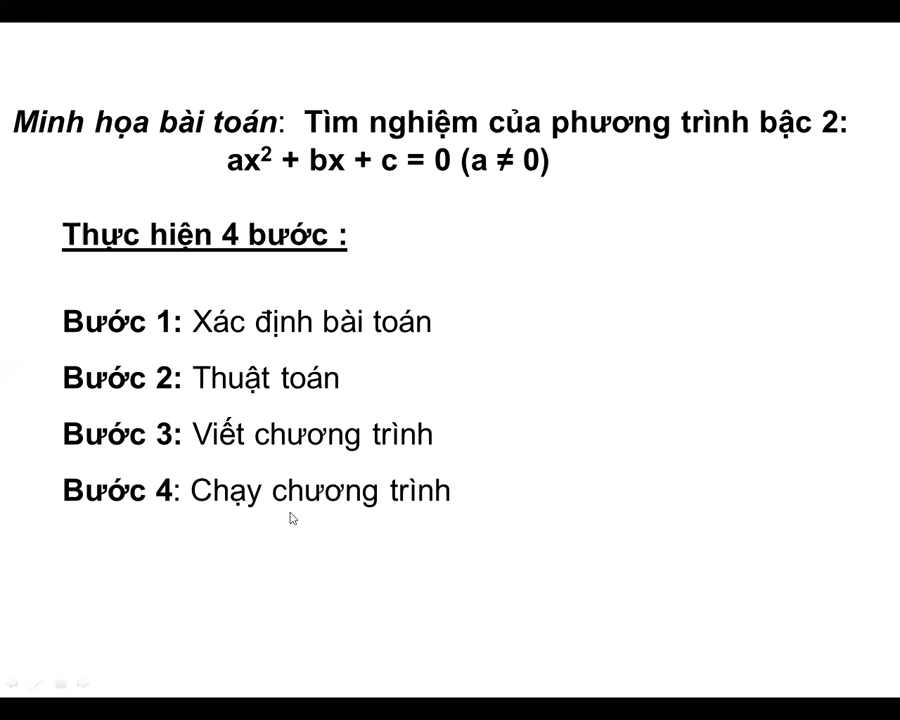 Minh họa bài toán: Tìm nghiệm của phương trình bậc 2:
ax² + bx + c = 0 (a ≠ 0)
Thực hiện 4 bước :
Bước 1: Xác định bài toán
Bước 2: Thuật toán
Bước 3: Viết chương trình
Bước 4: Chạy chương trình